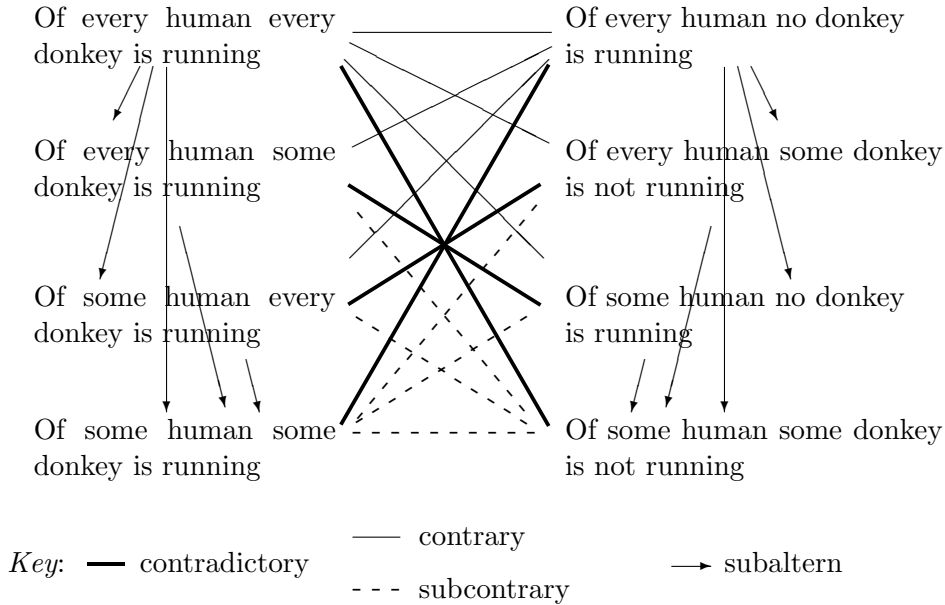 Of every human every
donkey is running
Of every human no donkey
is running
Of every human some
donkey is running
Of every human some donkey
is not running
Of some human every
donkey is running
Of some human no donkey
is running
Of some human some
donkey is running
Of some human some donkey
is not running
Key: contradictory
contrary
subcontrary
subaltern